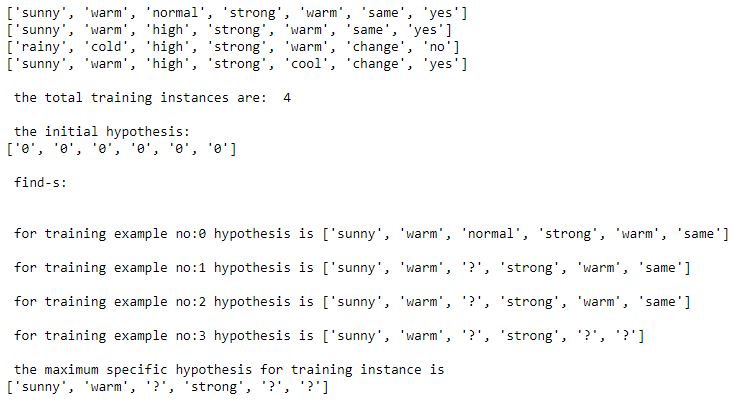 ['sunny', 'warm', 'normal', 'strong', 'warm', 'same', 'yes']
['sunny', 'warm', 'high', 'strong', 'warm', 'same', 'yes']
['rainy', 'cold', 'high', 'strong', 'warm', 'change', 'no']
['sunny', 'warm', 'high', 'strong', 'cool', 'change', 'yes']
the total training instances are:  4
the initial hypothesis:
['0', '0', '0', '0', '0', '0']
find-s:
for training example no:0 hypothesis is ['sunny', 'warm', 'normal', 'strong', 'warm', 'same']
for training example no:1 hypothesis is ['sunny', 'warm', '?', 'strong', 'warm', 'same']
for training example no:2 hypothesis is ['sunny', 'warm', '?', 'strong', 'warm', 'same']
for training example no:3 hypothesis is ['sunny', 'warm', '?', 'strong', '?', '?']
the maximum specific hypothesis for training instance is
['sunny', 'warm', '?', 'strong', '?', '?']